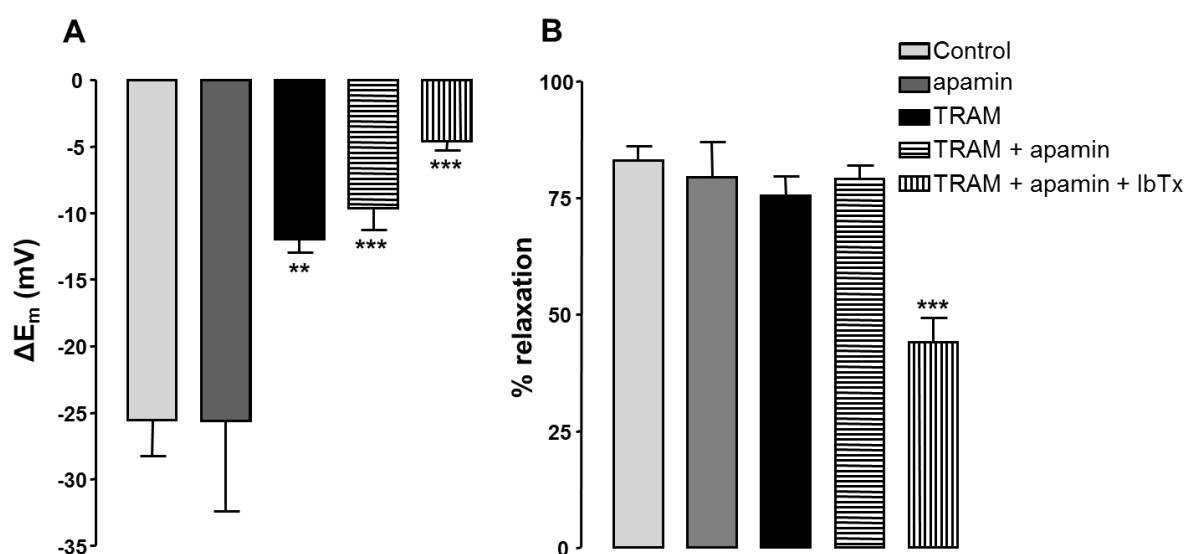 A
0
-5
-10
-15
-20
-25
-30
-35
ΔEm (mV)
**
***
***
B
100
75
50
25
0
% relaxation
***
Control
apamin
TRAM
TRAM + apamin
TRAM + apamin + IbTx